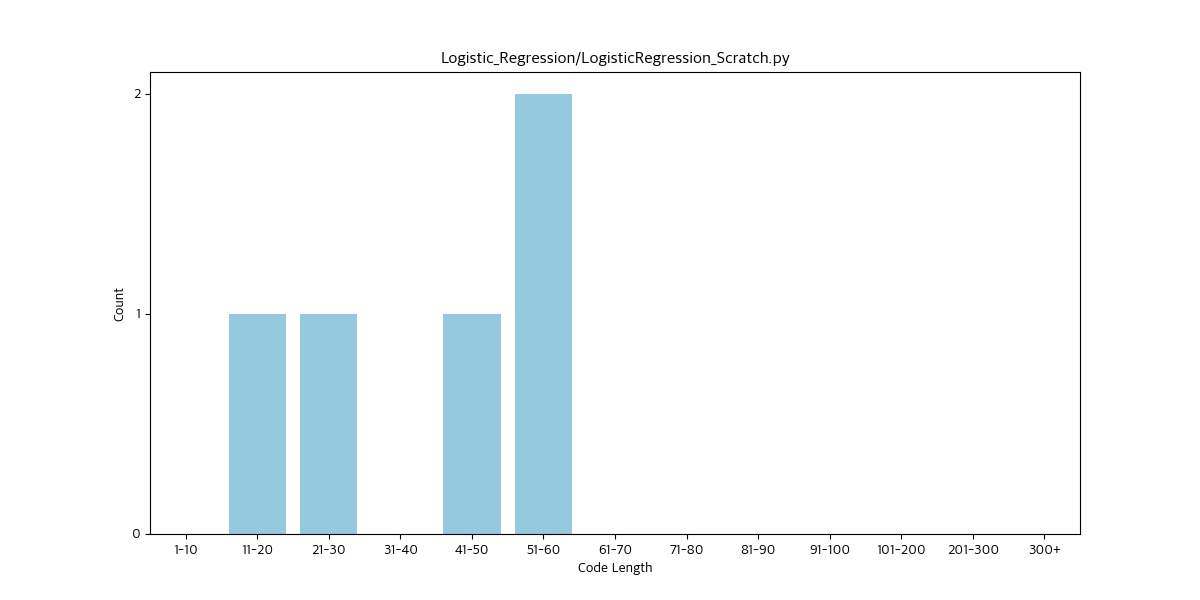 Logistic_Regression/LogisticRegression_Scratch.py
2
1
0
Count
1-10 11-20 21-30 31-40 41-50 51-60 61-70 71-80 81-90 91-100 101-200 201-300 300+
Code Length